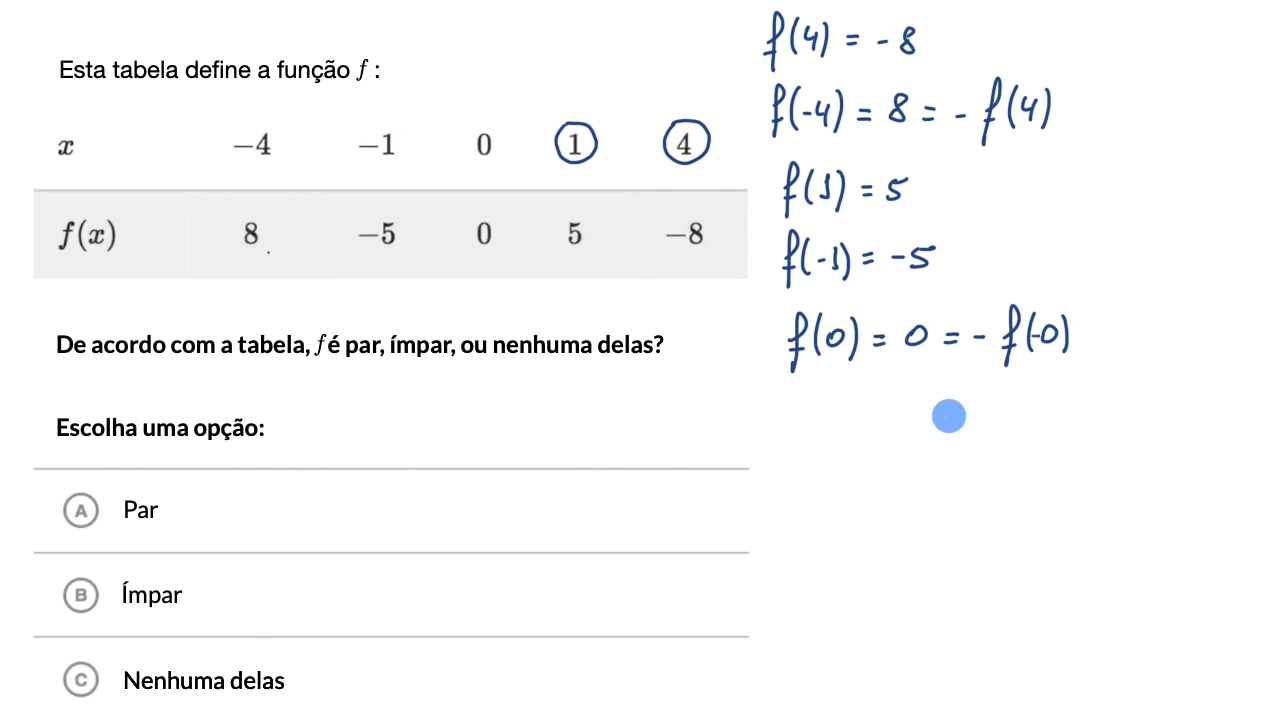 Esta tabela define a função f :
x −4 −1 0 1 4
f(x) 8 −5 0 5 −8
De acordo com a tabela, f é par, ímpar, ou nenhuma delas?
Escolha uma opção:
A Par
B Ímpar
C Nenhuma delas
f(4) = -8
f(-4) = 8 = -f(4)
f(1) = 5
f(-1) = -5
f(0) = 0 = -f(-0)